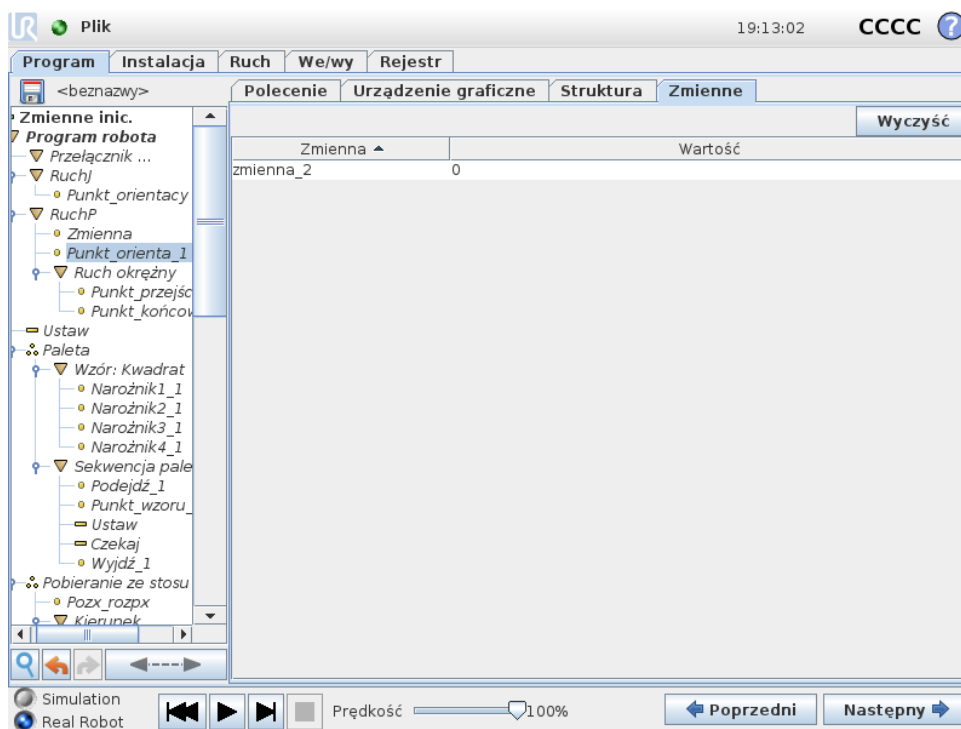 UR Plik 19:13:02 CCCC ?
Program Instalacja Ruch We/wy Rejestr
<beznazwy> Polecenie Urządzenie graficzne Struktura Zmienne
Wyczyść
Zmienna Wartość
zmienna_2 0
Zmienne inic.
Program robota
Przełącznik ...
RuchJ
Punkt_orientacy
RuchP
Zmienna
Punkt_orienta_1
Ruch okrężny
Punkt_przejśc
Punkt_końcow
Ustaw
Paleta
Wzór: Kwadrat
Narożnik1_1
Narożnik2_1
Narożnik3_1
Narożnik4_1
Sekwencja pale
Podejdź_1
Punkt_wzoru_
Ustaw
Czekaj
Wyjdź_1
Pobieranie ze stosu
Pozx_rozpx
Kierunek
Simulation
Real Robot
Prędkość 100% Poprzedni Następny